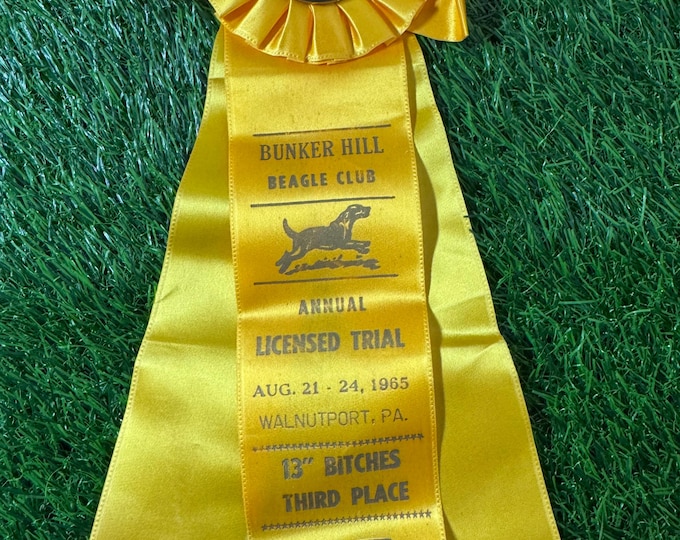 BUNKER HILL
BEAGLE CLUB
ANNUAL
LICENSED TRIAL
AUG. 21 - 24, 1965
WALNUTPORT, PA.
13" BITCHES
THIRD PLACE